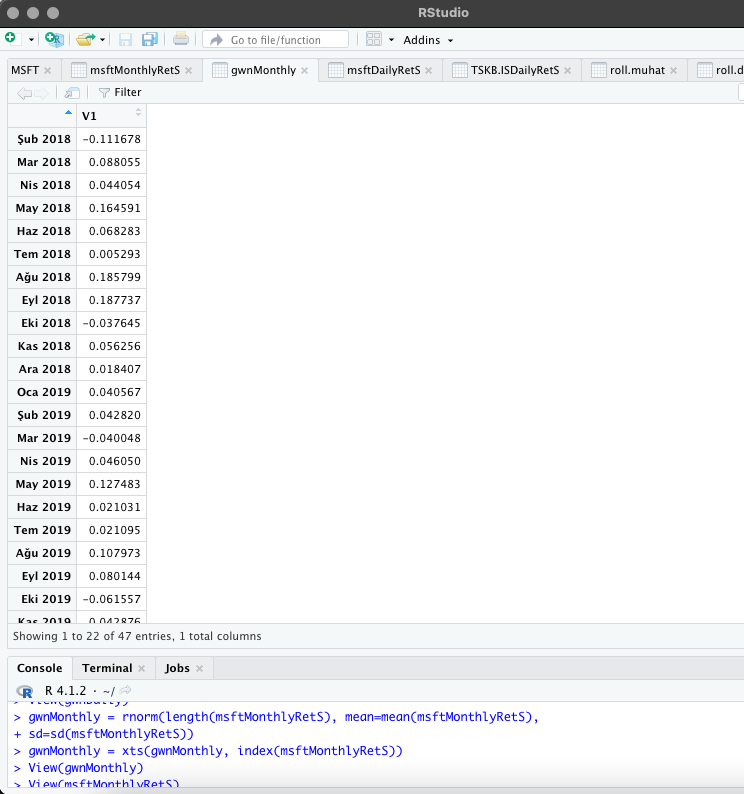 RStudio
Go to file/function
Addins
MSFT msftMonthlyRetS gwnMonthly msftDailyRetS TSKB.ISDailyRetS roll.muhat roll.d
Filter
V1
Şub 2018 −0.111678
Mar 2018 0.088055
Nis 2018 0.044054
May 2018 0.164591
Haz 2018 0.068283
Tem 2018 0.005293
Ağu 2018 0.185799
Eyl 2018 0.187737
Eki 2018 −0.037645
Kas 2018 0.056256
Ara 2018 0.018407
Oca 2019 0.040567
Şub 2019 0.042820
Mar 2019 −0.040048
Nis 2019 0.046050
May 2019 0.127483
Haz 2019 0.021031
Tem 2019 0.021095
Ağu 2019 0.107973
Eyl 2019 0.080144
Eki 2019 −0.061557
Kas 2019 0.042876
Showing 1 to 22 of 47 entries, 1 total columns
Console Terminal Jobs
R R 4.1.2 · ~/
> View(gwnDaily)
> gwnMonthly = rnorm(length(msftMonthlyRetS), mean=mean(msftMonthlyRetS),
+ sd=sd(msftMonthlyRetS))
> gwnMonthly = xts(gwnMonthly, index(msftMonthlyRetS))
> View(gwnMonthly)
> View(msftMonthlyRetS)